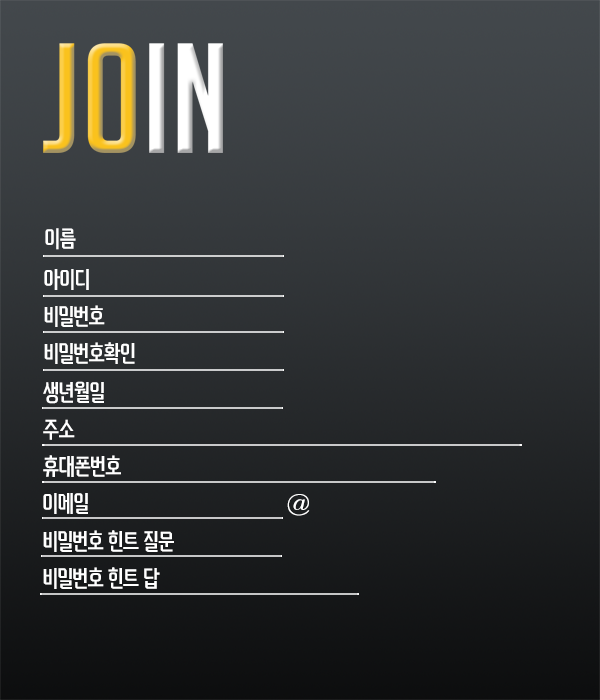 JOIN
이름
아이디
비밀번호
비밀번호확인
생년월일
주소
휴대폰번호
이메일 @
비밀번호 힌트 질문
비밀번호 힌트 답